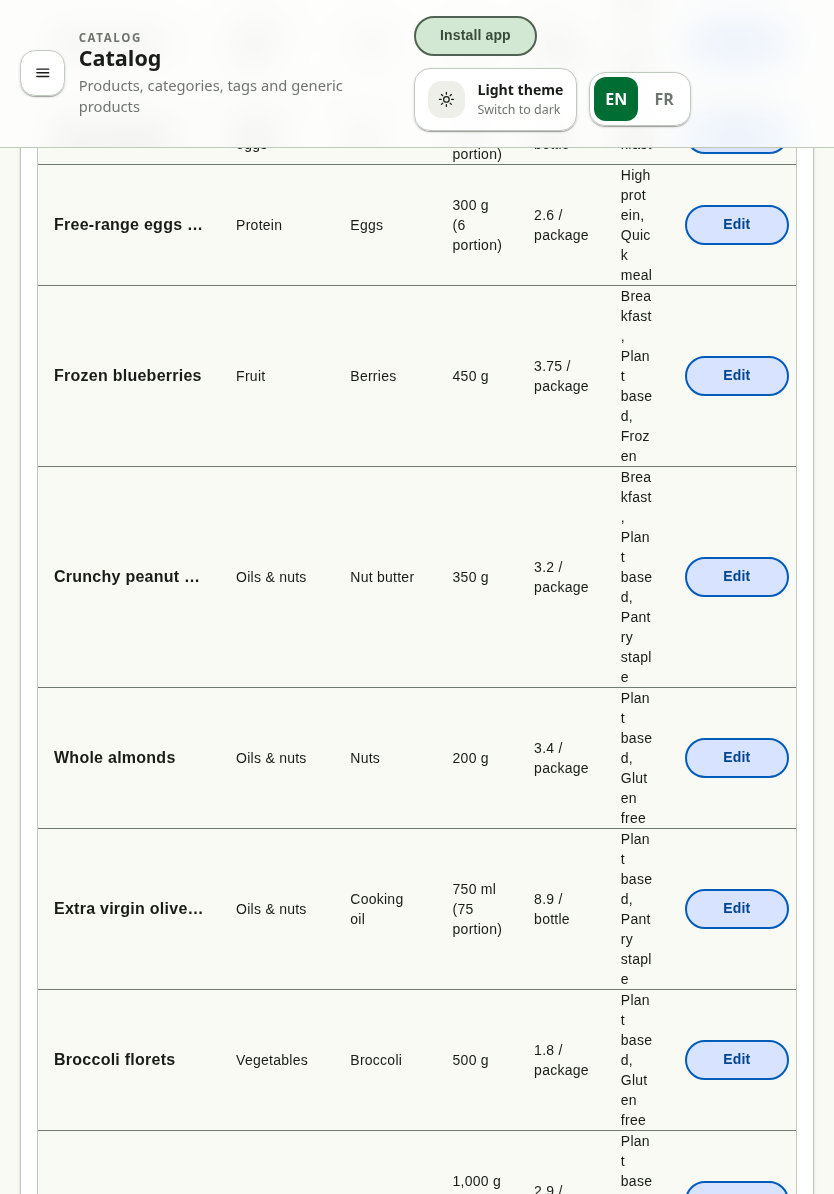 CATALOG
Catalog
Products, categories, tags and generic
products
Install app
Light theme
Switch to dark
EN
FR
portion)
Free-range eggs …
Protein
Eggs
300 g
(6
portion)
2.6 /
package
High
prot
ein,
Quic
k
meal
Edit
Frozen blueberries
Fruit
Berries
450 g
3.75 /
package
Brea
kfast
,
Plan
t
base
d,
Froz
en
Edit
Crunchy peanut …
Oils & nuts
Nut butter
350 g
3.2 /
package
Brea
kfast
,
Plan
t
base
d,
Pant
ry
stapl
e
Edit
Whole almonds
Oils & nuts
Nuts
200 g
3.4 /
package
Plan
t
base
d,
Glut
en
free
Edit
Extra virgin olive…
Oils & nuts
Cooking
oil
750 ml
(75
portion)
8.9 /
bottle
Plan
t
base
d,
Pant
ry
stapl
e
Edit
Broccoli florets
Vegetables
Broccoli
500 g
1.8 /
package
Plan
t
base
d,
Glut
en
free
Edit
1,000 g
2.9 /
Plan
t
base